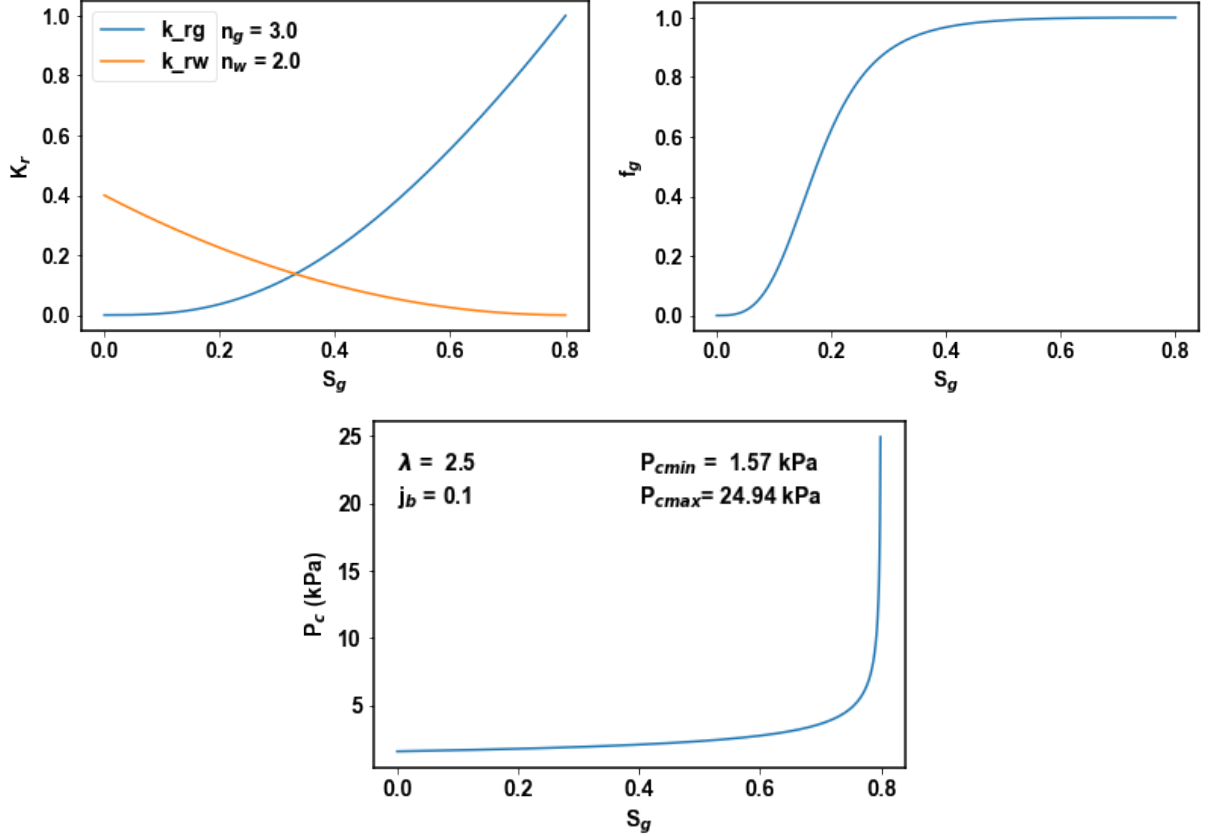 1.0
0.8
0.6
0.4
0.2
0.0
K_r
k_rg n_g = 3.0
k_rw n_w = 2.0
0.0 0.2 0.4 0.6 0.8
S_g
1.0
0.8
0.6
0.4
0.2
0.0
f_g
0.0 0.2 0.4 0.6 0.8
S_g
25
20
15
10
5
P_c (kPa)
λ = 2.5
j_b = 0.1
P_cmin = 1.57 kPa
P_cmax= 24.94 kPa
0.0 0.2 0.4 0.6 0.8
S_g